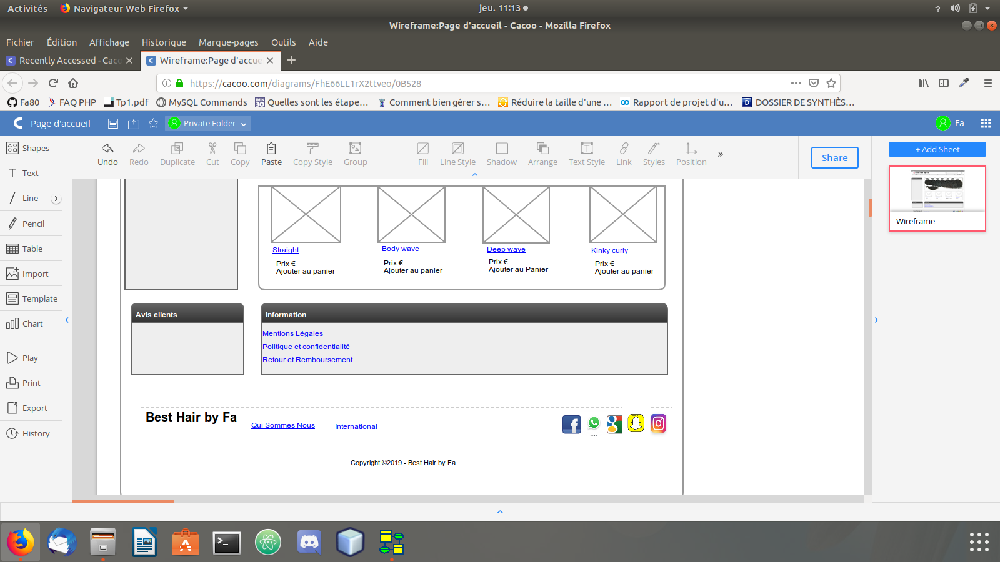 Activités Navigateur Web Firefox jeu. 11:13
Wireframe:Page d'accueil - Cacoo - Mozilla Firefox
Fichier Édition Affichage Historique Marque-pages Outils Aide
Recently Accessed - Caco Wireframe:Page d'accue
https://cacoo.com/diagrams/FhE66LL1rX2ttveo/0B528
Fa80 FAQ PHP Tp1.pdf MySQL Commands 1MIN30 Quelles sont les étape… Comment bien gérer s… Réduire la taille d'une … Rapport de projet d'u… D DOSSIER DE SYNTHÈS…
Page d'accueil Private Folder Fa
Shapes
Text
Line
Pencil
Table
Import
Template
Chart
Play
Print
Export
History
Undo Redo Duplicate Cut Copy Paste Copy Style Group Fill Line Style Shadow Arrange Text Style Link Styles Position »
Share
+ Add Sheet
Wireframe
Straight Body wave Deep wave Kinky curly
Prix € Prix € Prix € Prix €
Ajouter au panier Ajouter au panier Ajouter au Panier Ajouter au panier
Avis clients Information
Mentions Légales
Politique et confidentialité
Retour et Remboursement
Best Hair by Fa Qui Sommes Nous International
Copyright ©2019 - Best Hair by Fa